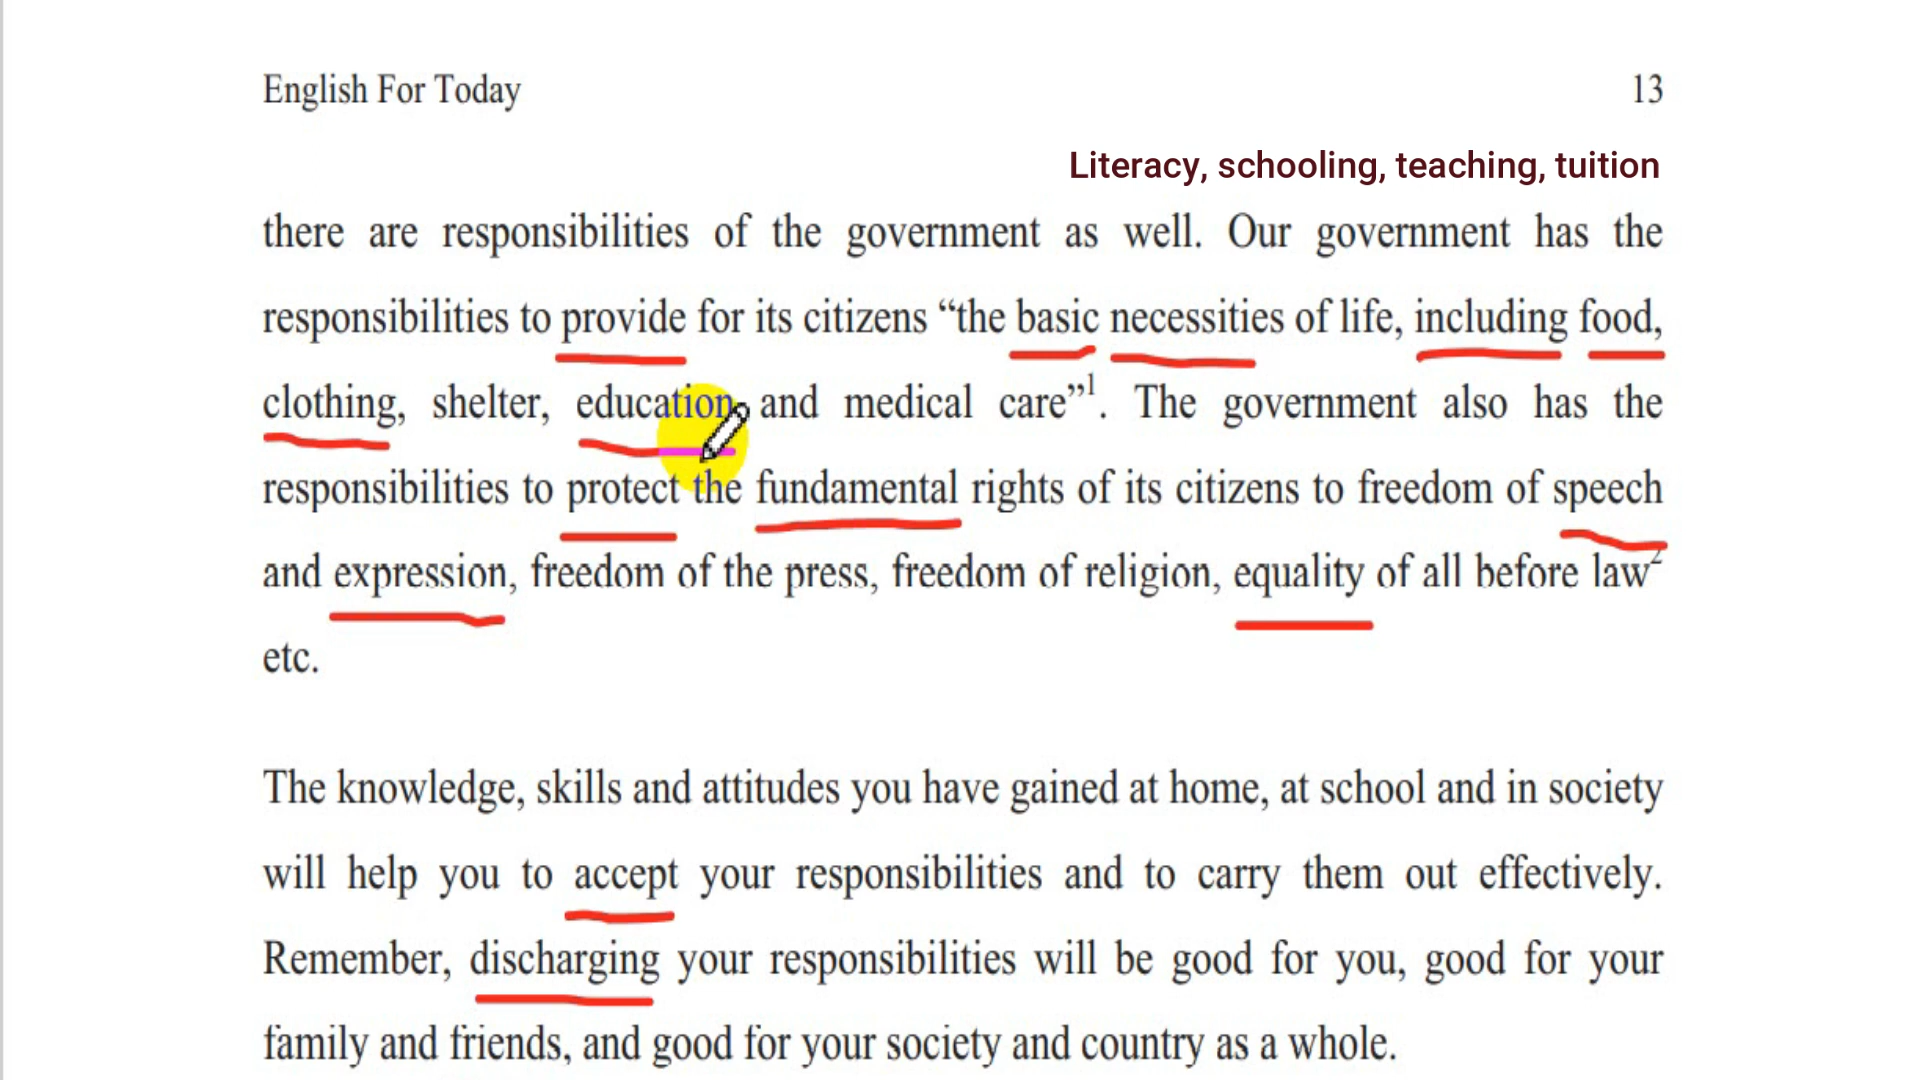 English For Today 13
Literacy, schooling, teaching, tuition
there are responsibilities of the government as well. Our government has the
responsibilities to provide for its citizens “the basic necessities of life, including food,
clothing, shelter, education, and medical care”¹. The government also has the
responsibilities to protect the fundamental rights of its citizens to freedom of speech
and expression, freedom of the press, freedom of religion, equality of all before law²
etc.
The knowledge, skills and attitudes you have gained at home, at school and in society
will help you to accept your responsibilities and to carry them out effectively.
Remember, discharging your responsibilities will be good for you, good for your
family and friends, and good for your society and country as a whole.